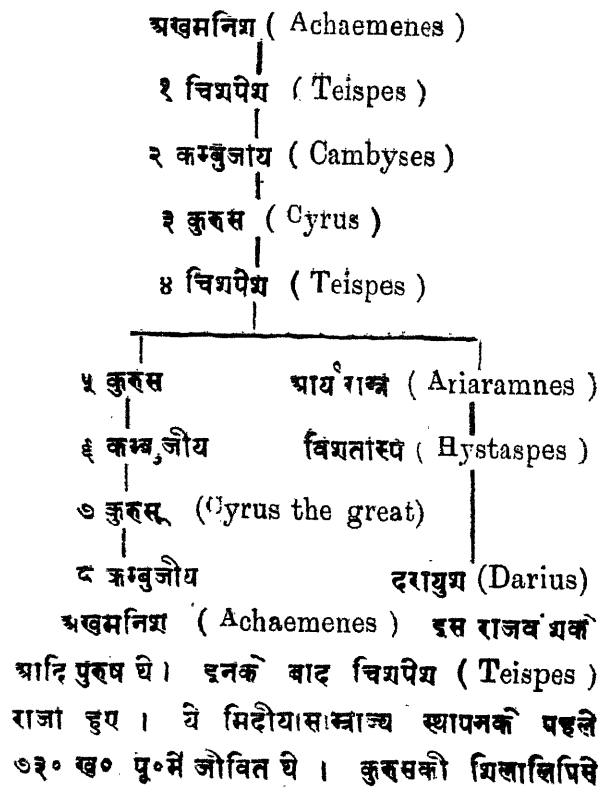 अखमनिश ( Achaemenes )
१ चिशपेश ( Teispes )
२ कम्बुजीय ( Cambyses )
३ कुरुस ( Cyrus )
४ चिशपेश ( Teispes )
५ कुरुस आर्यराम्न ( Ariaramnes )
६ कम्बुजीय विशतास्प ( Hystaspes )
७ कुरुस् (Cyrus the great)
८ कम्बुजीय दरायुश (Darius)
अखमनिश ( Achaemenes ) इस राजवंशके
आदि पुरुष थे। इनके बाद चिशपेश ( Teispes )
राजा हुए । ये मिदीयसाम्राज्य स्थापनके पहले
७३० ख० पू०में जीवित थे । कुरुसकी शिलालिपिसे